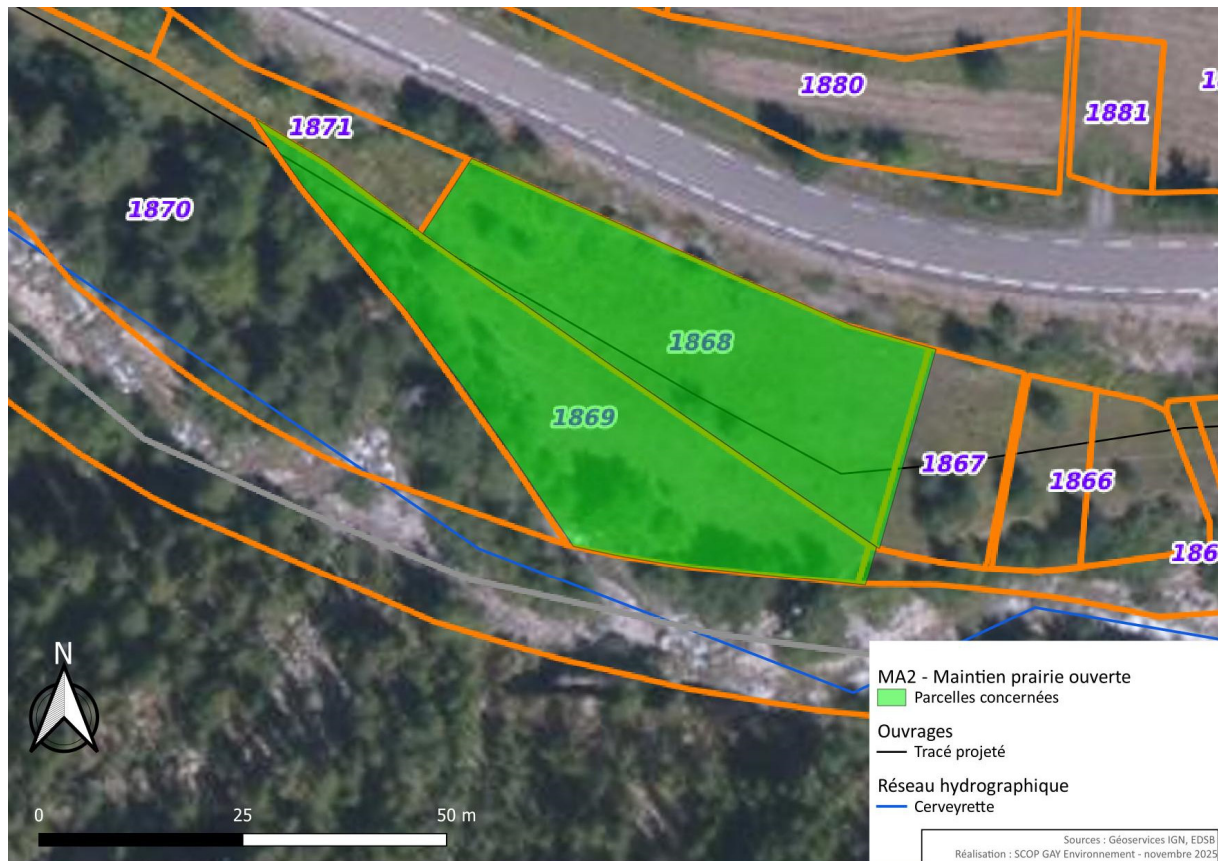 1880
1881
1871
1870
1868
1869
1867
1866
186
N
0 25 50 m
MA2 - Maintien prairie ouverte
Parcelles concernées
Ouvrages
Tracé projeté
Réseau hydrographique
Cerveyrette
Sources : Géoservices IGN, EDSB
Réalisation : SCOP GAY Environnement - novembre 2025